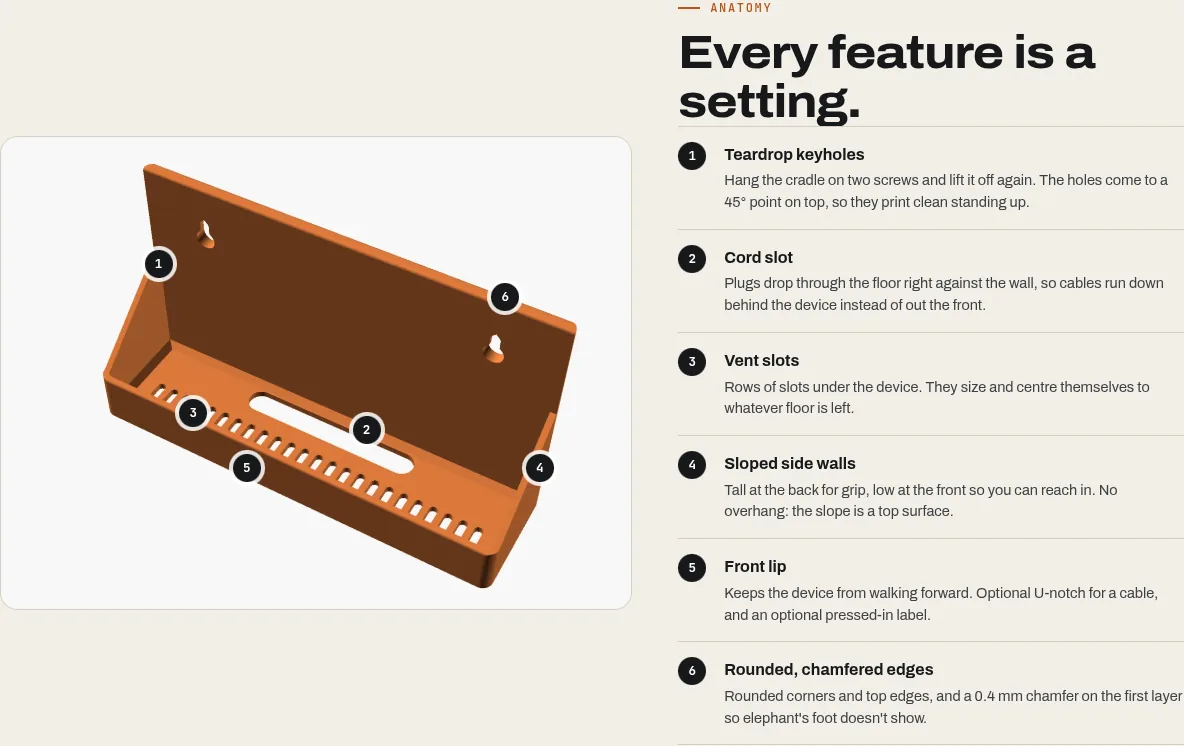 ANATOMY
Every feature is a
setting.
1
Teardrop keyholes
Hang the cradle on two screws and lift it off again. The holes come to a
45° point on top, so they print clean standing up.
2
Cord slot
Plugs drop through the floor right against the wall, so cables run down
behind the device instead of out the front.
3
Vent slots
Rows of slots under the device. They size and centre themselves to
whatever floor is left.
4
Sloped side walls
Tall at the back for grip, low at the front so you can reach in. No
overhang: the slope is a top surface.
5
Front lip
Keeps the device from walking forward. Optional U-notch for a cable,
and an optional pressed-in label.
6
Rounded, chamfered edges
Rounded corners and top edges, and a 0.4 mm chamfer on the first layer
so elephant's foot doesn't show.
1
6
3
2
5
4